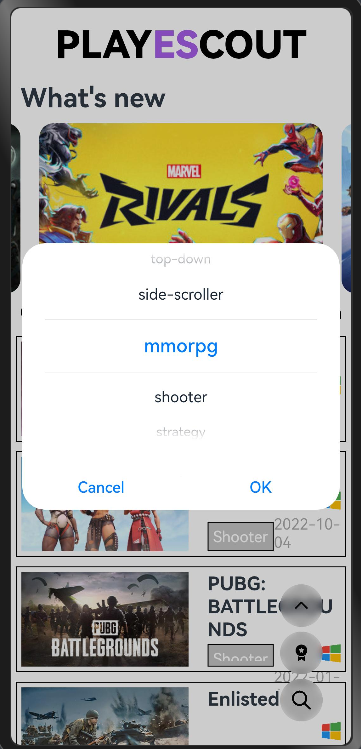 PLAYESCOUT
What's new
MARVEL
RIVALS
top-down
side-scroller
mmorpg
shooter
strategy
Cancel
OK
Shooter
2022-10-
04
PUBG:
NDS
PUBG
BATTLEGROUNDS
Shooter
2022-01-
Enlisted